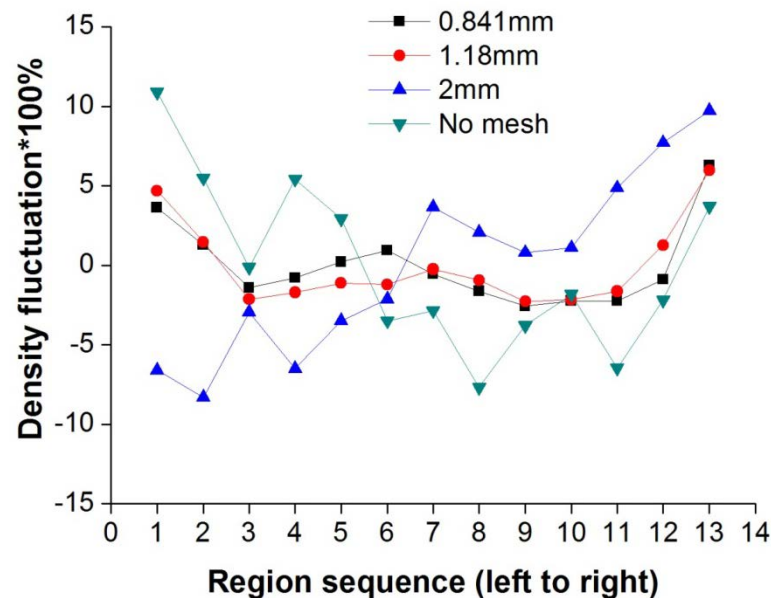 0.841mm
1.18mm
2mm
No mesh
Density fluctuation*100%
15
10
5
0
-5
-10
-15
0 1 2 3 4 5 6 7 8 9 10 11 12 13 14
Region sequence (left to right)